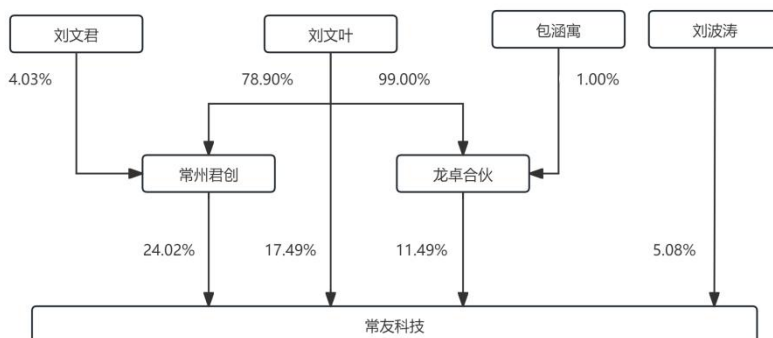 刘文君
刘文叶
包涵寓
刘波涛
4.03%
78.90%
99.00%
1.00%
常州君创
龙卓合伙
24.02%
17.49%
11.49%
5.08%
常友科技